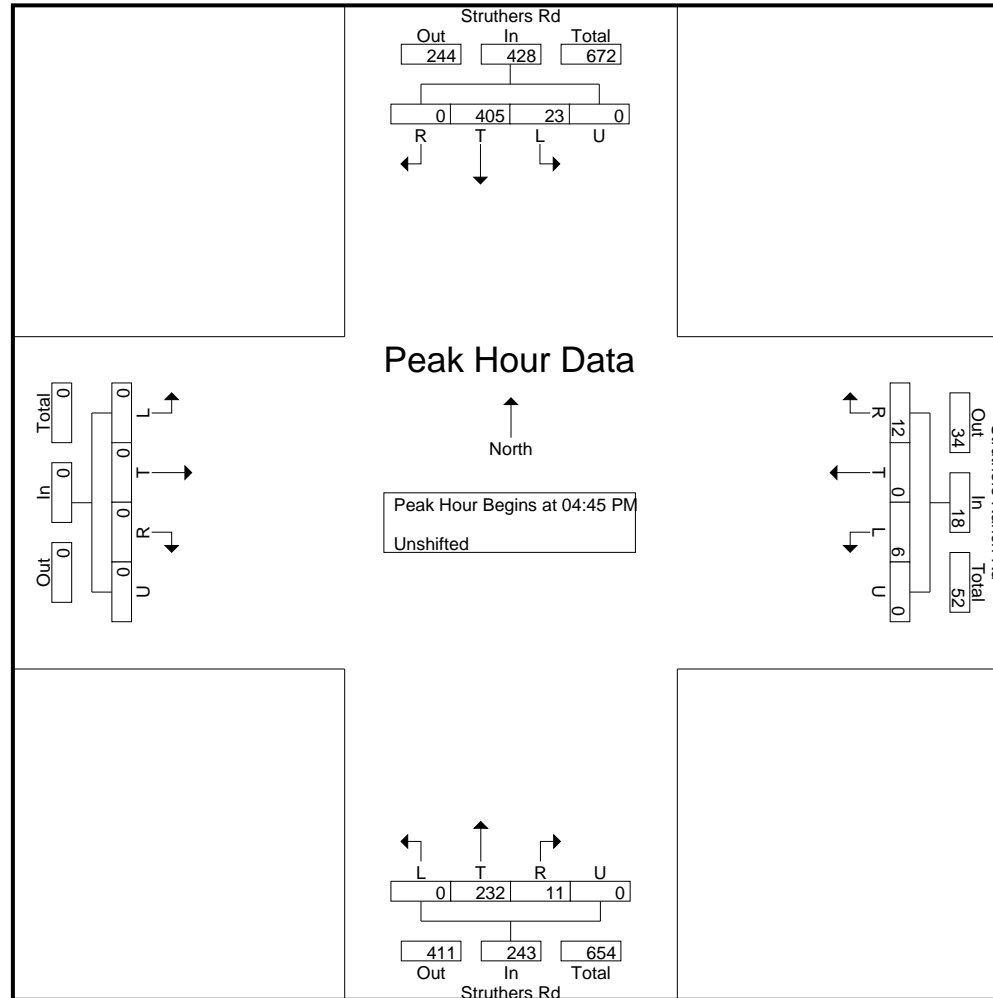 Struthers Rd
Out In Total
244 428 672
0 405 23 0
R T L U
Peak Hour Data
North
Peak Hour Begins at 04:45 PM
Unshifted
Total In Out
0 0 0
0 0 0 0
L T R U
R T L U
12 0 6 0
Out In Total
34 18 52
L T R U
0 232 11 0
411 243 654
Out In Total
Struthers Rd